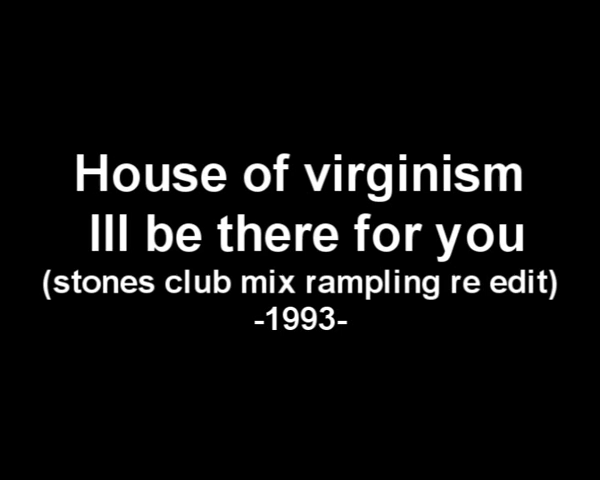 House of virginism
Ill be there for you
(stones club mix rampling re edit)
-1993-